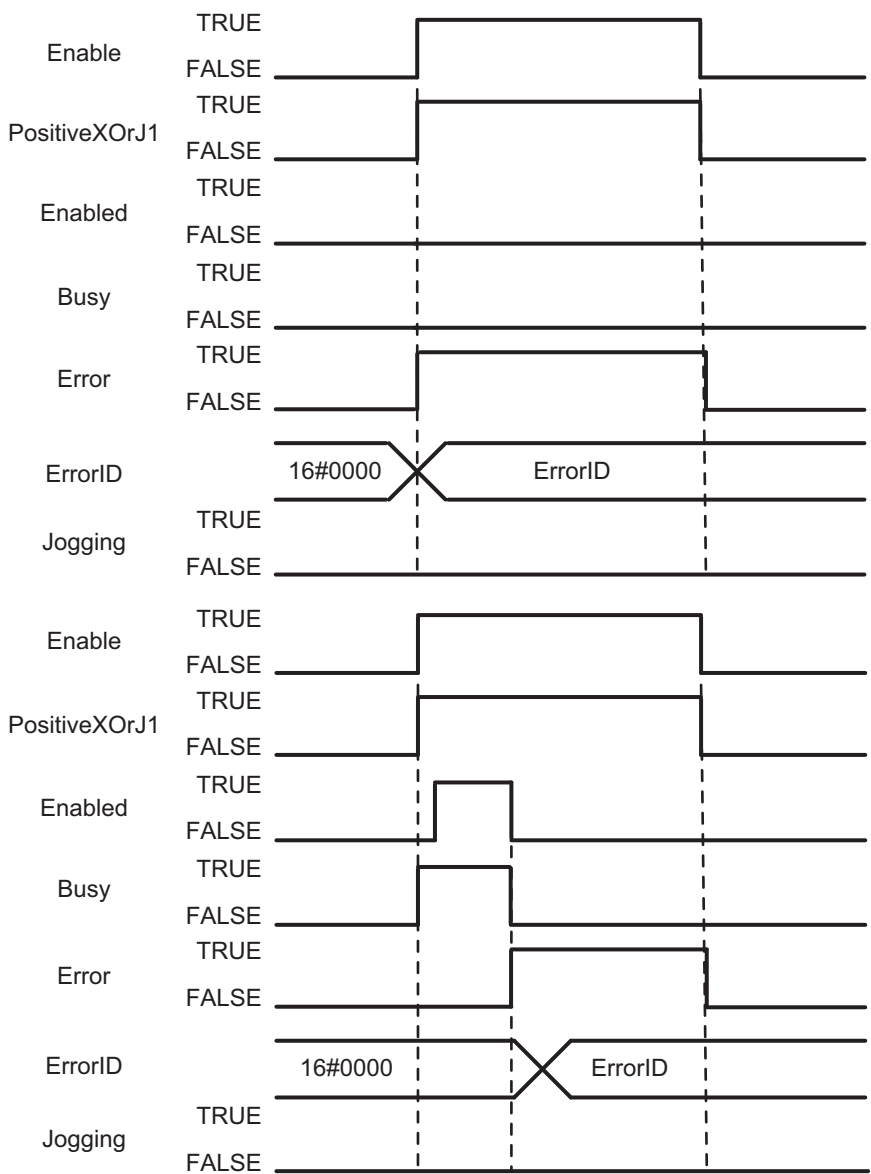 TRUE
Enable
FALSE
TRUE
PositiveXOrJ1
FALSE
TRUE
Enabled
FALSE
TRUE
Busy
FALSE
TRUE
Error
FALSE
ErrorID 16#0000 ErrorID
TRUE
Jogging
FALSE
TRUE
Enable
FALSE
TRUE
PositiveXOrJ1
FALSE
TRUE
Enabled
FALSE
TRUE
Busy
FALSE
TRUE
Error
FALSE
ErrorID 16#0000 ErrorID
TRUE
Jogging
FALSE